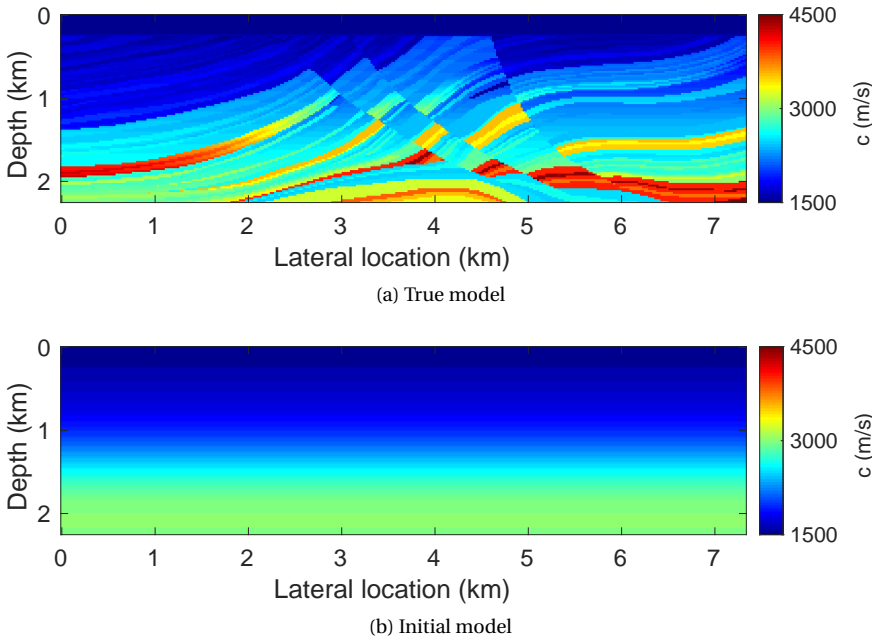 0
1
2
Depth (km)
0 1 2 3 4 5 6 7
Lateral location (km)
4500
3000
1500
c (m/s)
(a) True model
0
1
2
Depth (km)
0 1 2 3 4 5 6 7
Lateral location (km)
4500
3000
1500
c (m/s)
(b) Initial model